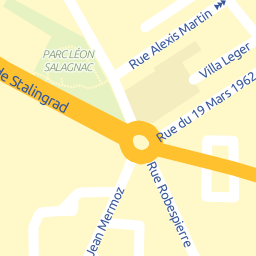 Rue Alexis Martin
PARC LÉON
SALAGNAC
Villa Leger
de Stalingrad
Rue du 19 Mars 1962
Jean Mermoz
Rue Robespierre